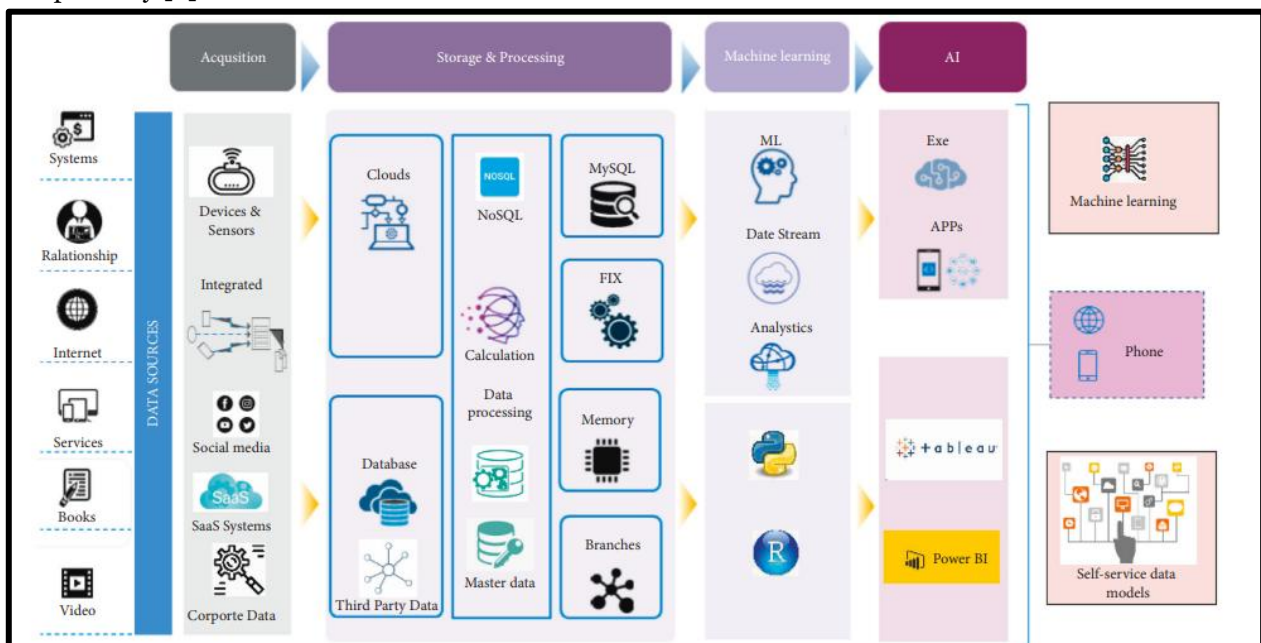 Acqusition
Storage & Processing
Machine learning
AI
Systems
Ralationship
Internet
Services
Books
Video
DATA SOURCES
Devices &
Sensors
Integrated
Social media
SaaS
SaaS Systems
Corporte Data
Clouds
Database
Third Party Data
NOSQL
NoSQL
Calculation
Data
processing
Master data
MySQL
FIX
Memory
Branches
ML
Date Stream
Analystics
R
Exe
APPs
+ableau
Power BI
Machine learning
Phone
Self-service data
models